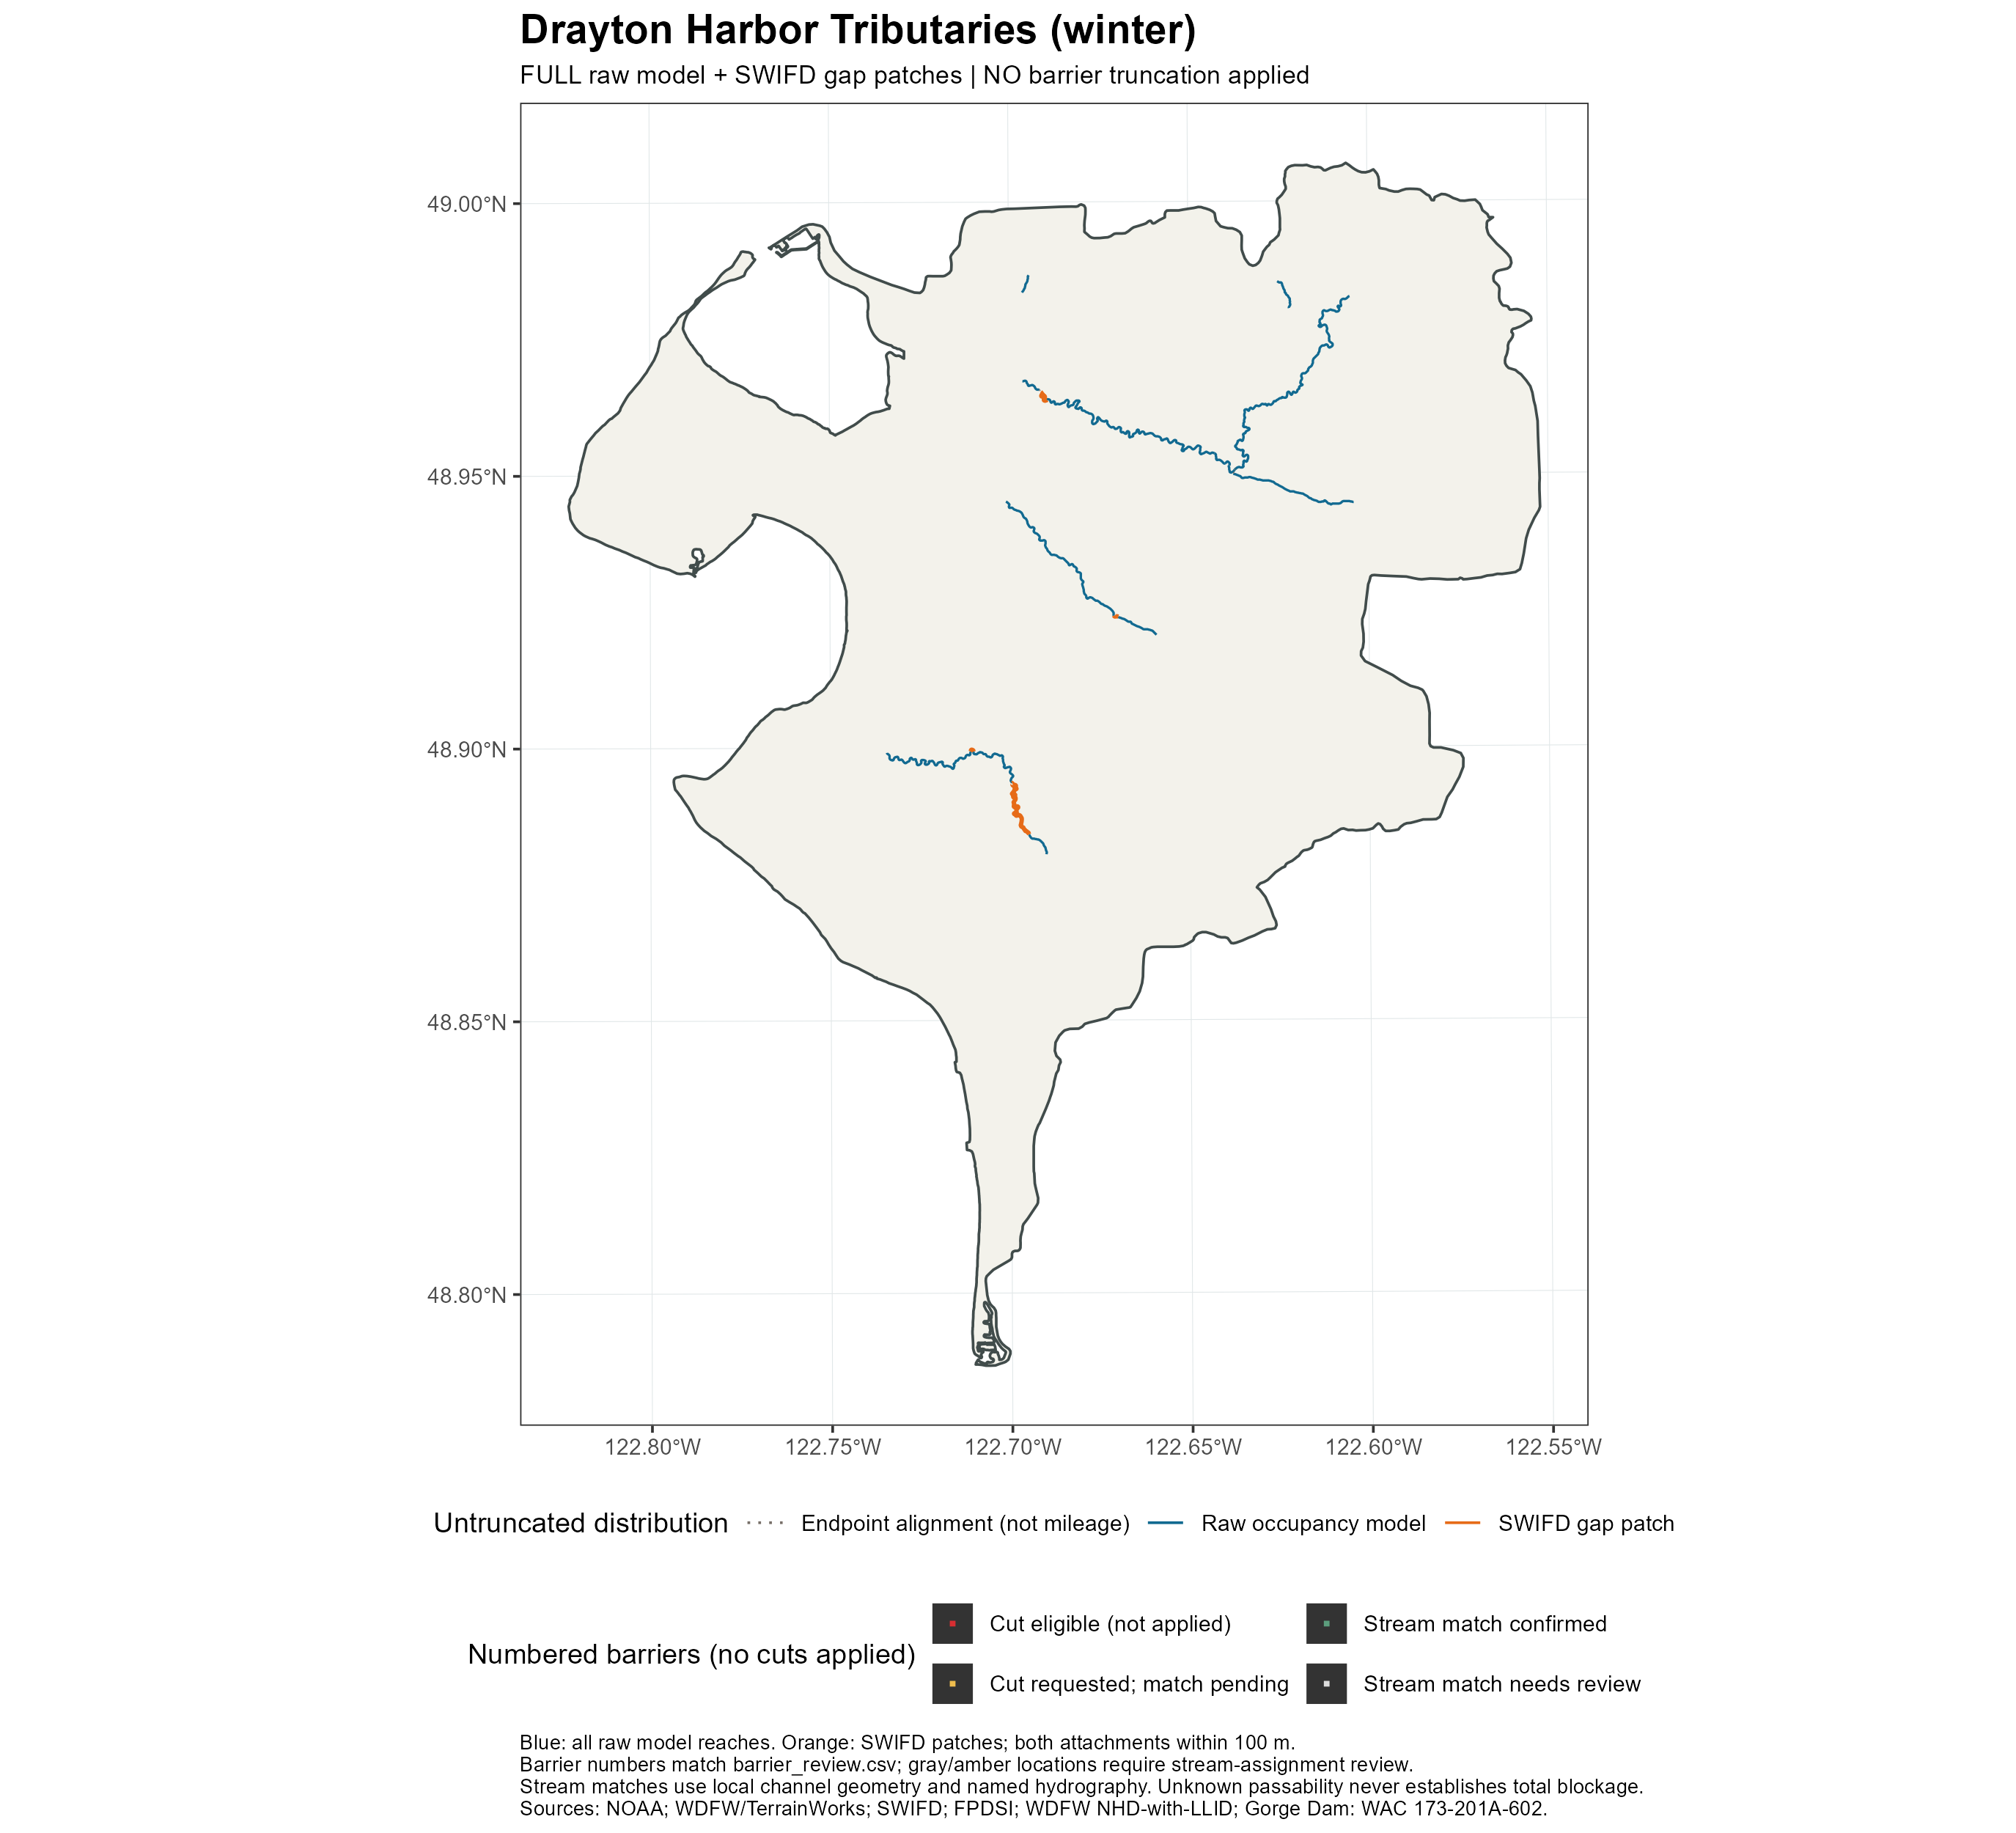 Drayton Harbor Tributaries (winter)
FULL raw model + SWIFD gap patches | NO barrier truncation applied
49.00°N
48.95°N
48.90°N
48.85°N
48.80°N
122.80°W 122.75°W 122.70°W 122.65°W 122.60°W 122.55°W
Untruncated distribution Endpoint alignment (not mileage) Raw occupancy model SWIFD gap patch
Numbered barriers (no cuts applied)
Cut eligible (not applied) Stream match confirmed
Cut requested; match pending Stream match needs review
Blue: all raw model reaches. Orange: SWIFD patches; both attachments within 100 m.
Barrier numbers match barrier_review.csv; gray/amber locations require stream-assignment review.
Stream matches use local channel geometry and named hydrography. Unknown passability never establishes total blockage.
Sources: NOAA; WDFW/TerrainWorks; SWIFD; FPDSI; WDFW NHD-with-LLID; Gorge Dam: WAC 173-201A-602.